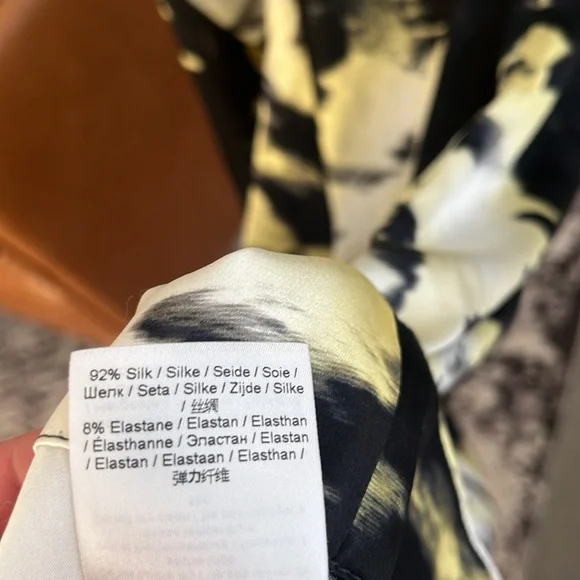 92% Silk / Silke / Seide / Soie /
Шелк / Seta / Silke / Zijde / Silke
/ 丝绸
8% Elastane / Elastan / Elasthan
/ Élasthanne / Эластан / Elastan
/ Elastan / Elastaan / Elasthan /
弹力纤维